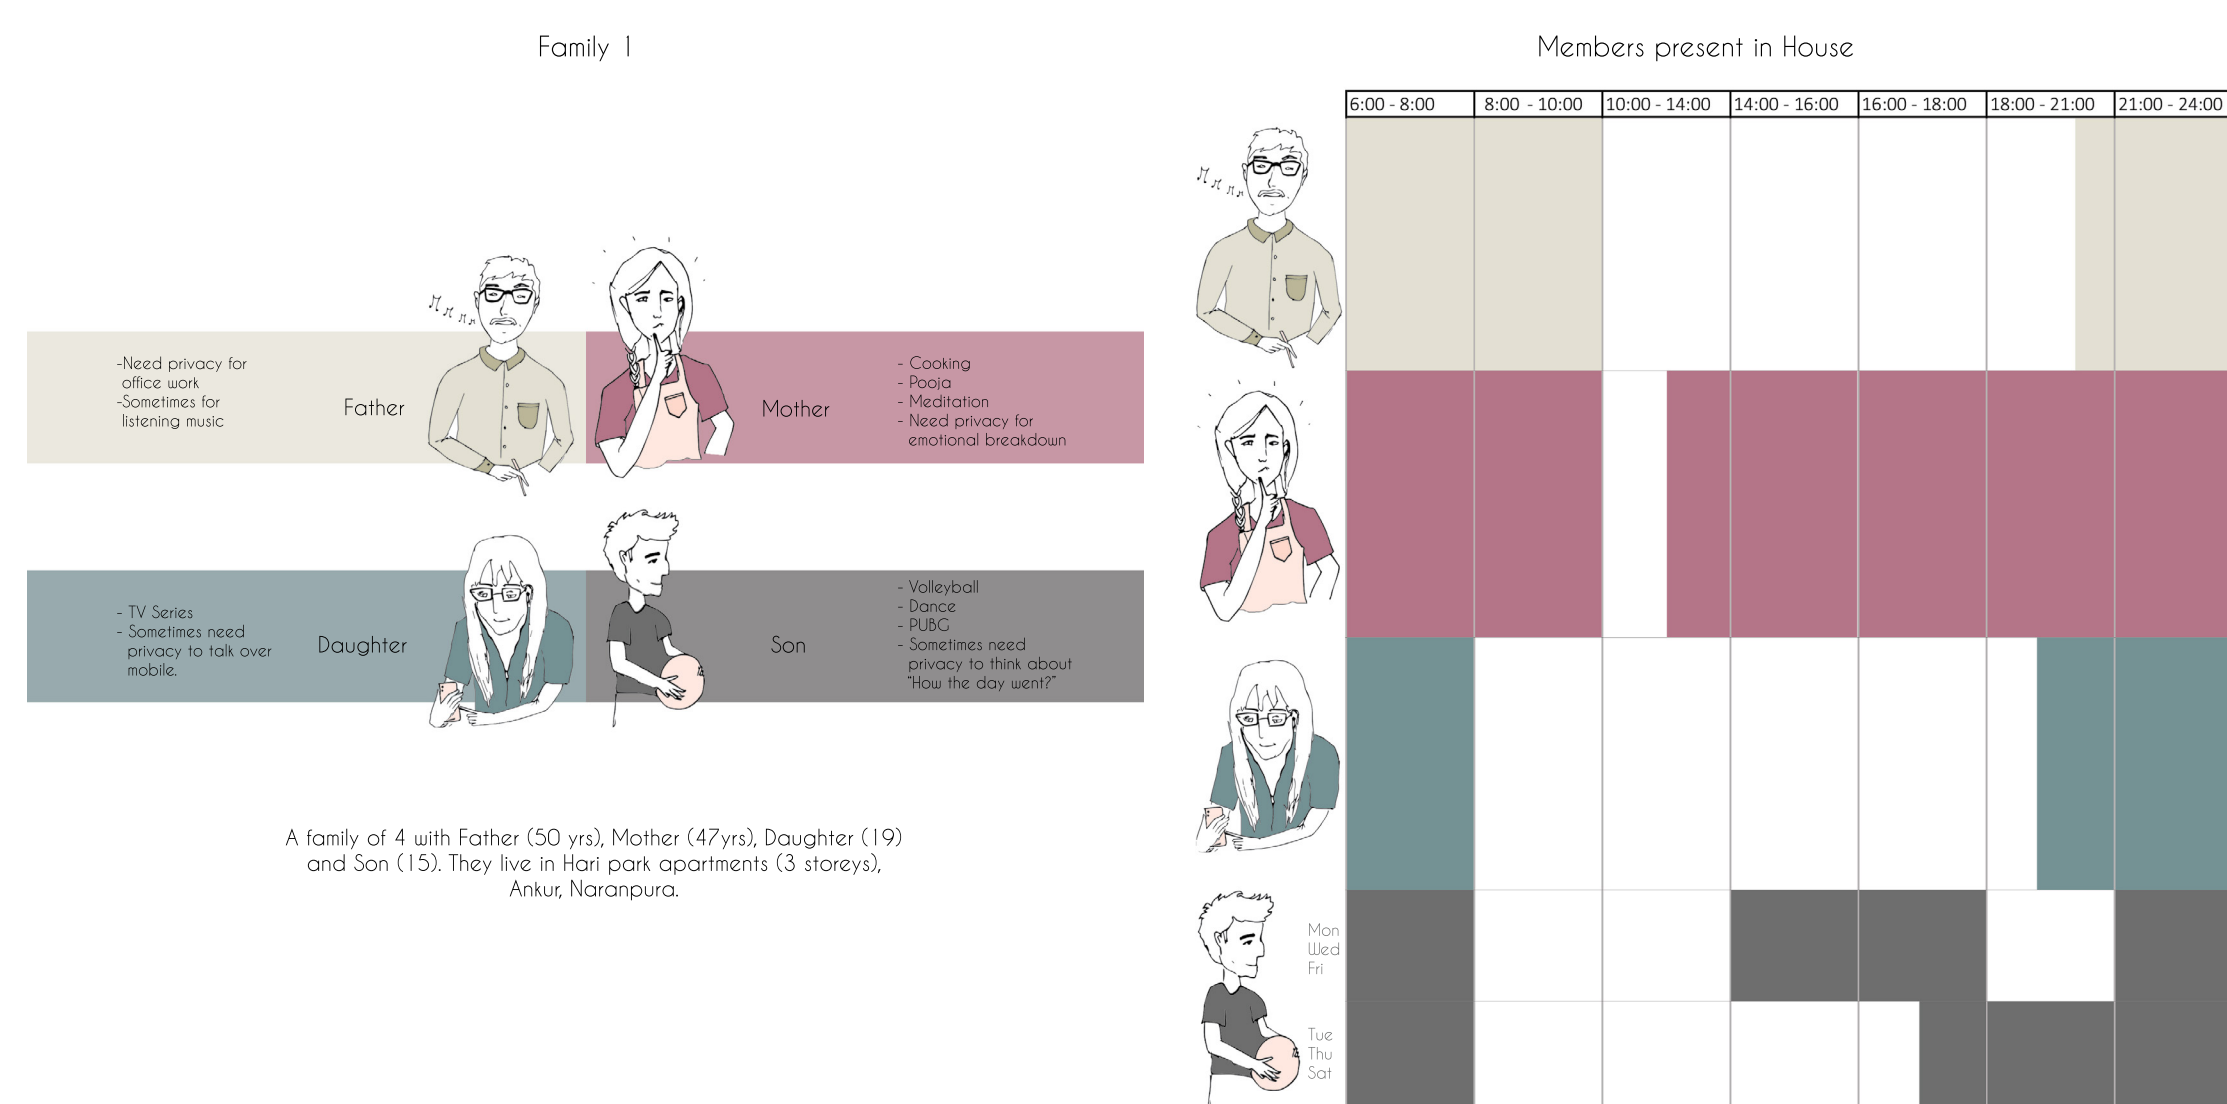 Family 1
-Need privacy for
office work
-Sometimes for
listening music
Father
Mother
- Cooking
- Pooja
- Meditation
- Need privacy for
emotional breakdown
- TV Series
- Sometimes need
privacy to talk over
mobile.
Daughter
Son
- Volleyball
- Dance
- PUBG
- Sometimes need
privacy to think about
"How the day went?"
A family of 4 with Father (50 yrs), Mother (47yrs), Daughter (19)
and Son (15). They live in Hari park apartments (3 storeys),
Ankur, Naranpura.
Members present in House
6:00 - 8:00 8:00 - 10:00 10:00 - 14:00 14:00 - 16:00 16:00 - 18:00 18:00 - 21:00 21:00 - 24:00
Mon
Wed
Fri
Tue
Thu
Sat